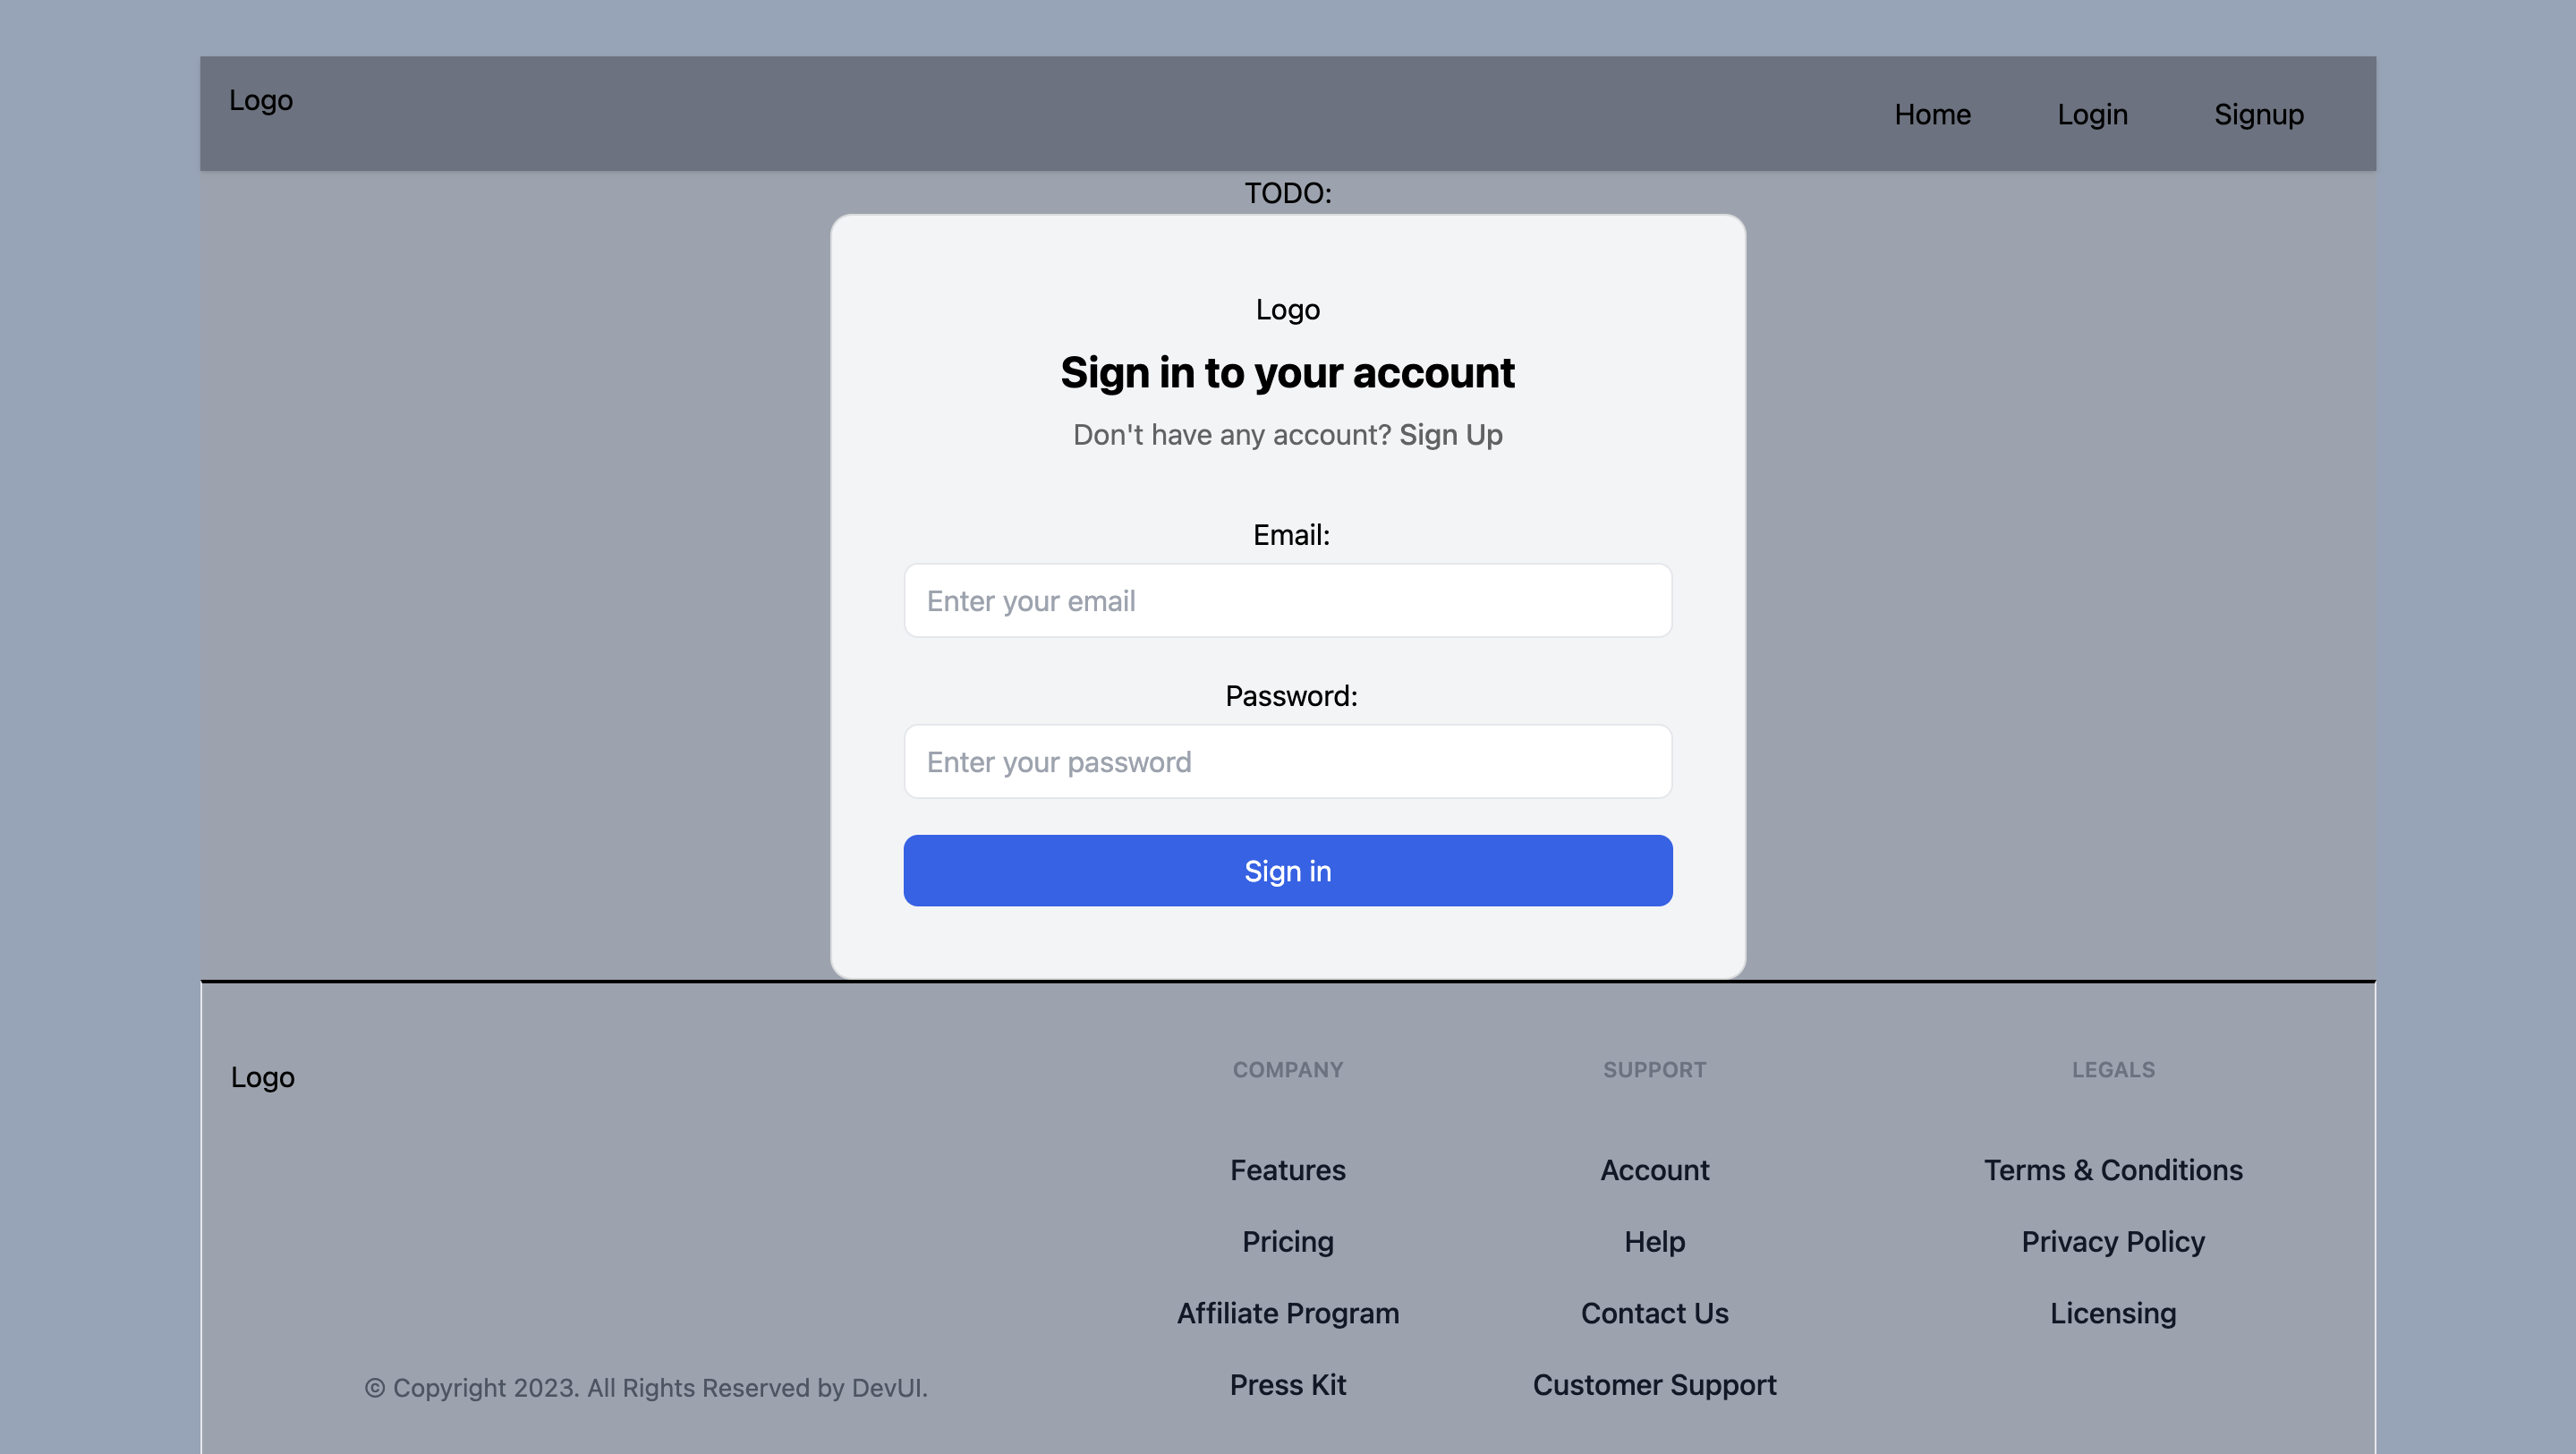 Logo
Home Login Signup
TODO:
Logo
Sign in to your account
Don't have any account? Sign Up
Email:
Enter your email
Password:
Enter your password
Sign in
Logo
© Copyright 2023. All Rights Reserved by DevUI.
COMPANY
Features
Pricing
Affiliate Program
Press Kit
SUPPORT
Account
Help
Contact Us
Customer Support
LEGALS
Terms & Conditions
Privacy Policy
Licensing